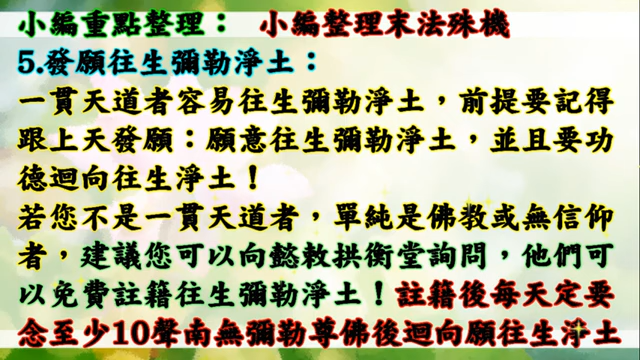 小編重點整理： 小編整理末法殊機
5.發願往生彌勒淨土：
一貫天道者容易往生彌勒淨土，前提要記得
跟上天發願：願意往生彌勒淨土，並且要功
德迴向往生淨土！
若您不是一貫天道者，單純是佛教或無信仰
者，建議您可以向懿敕拱衡堂詢問，他們可
以免費註籍往生彌勒淨土！註籍後每天定要
念至少10聲南無彌勒尊佛後迴向願往生淨土